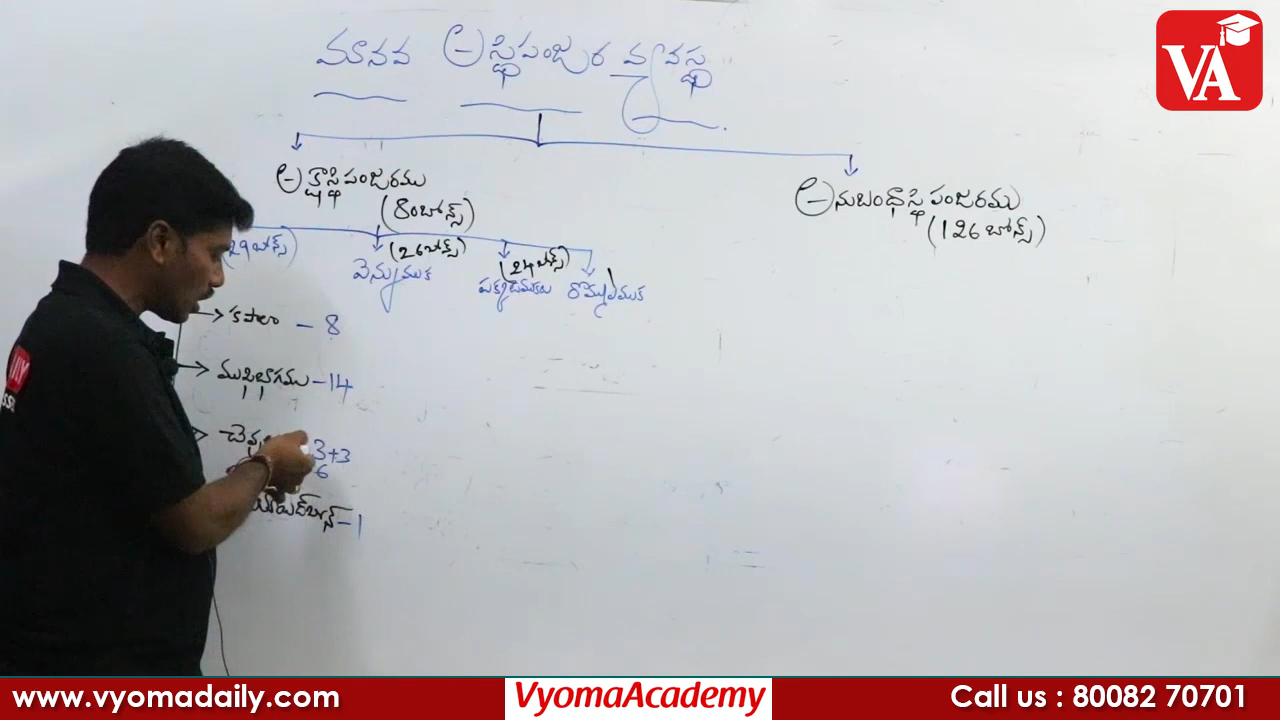 VA
మానవ అస్థిపంజర వ్యవస్థ
అక్షాస్థిపంజరము
(80బోన్స్)
అనుబంధాస్థిపంజరము
(126 బోన్స్)
(29బోన్స్)
(26బోన్స్)
వెన్నుముక
(24బోన్స్)
పక్కటెముకలు
రొమ్ముఎముక
కపాలం - 8
ముఖభాగము - 14
3+3
6
- 1
www.vyomadaily.com
VyomaAcademy
Call us : 80082 70701